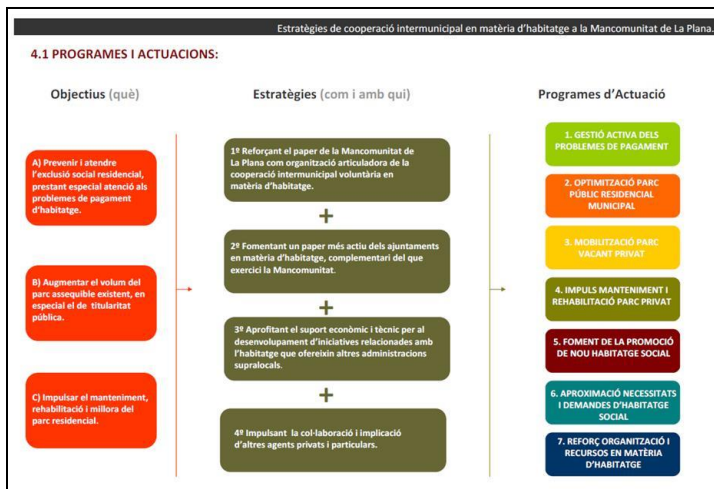 Estratègies de cooperació intermunicipal en matèria d'habitatge a la Mancomunitat de La Plana.
4.1 PROGRAMES I ACTUACIONS:
Objectius (què)
A) Prevenir i atendre
l'exclusió social residencial,
prestant especial atenció als
problemes de pagament
d'habitatge.
B) Augmentar el volum del
parc assequible existent, en
especial el de titularitat
pública.
C) Impulsar el manteniment,
rehabilitació i millora del
parc residencial.
Estratègies (com i amb qui)
1º Reforçant el paper de la Mancomunitat de
La Plana com organització articuladora de la
cooperació intermunicipal voluntària en
matèria d'habitatge.
+
2º Fomentant un paper més actiu dels ajuntaments
en matèria d'habitatge, complementari del que
exercici la Mancomunitat.
+
3º Aprofitant el suport econòmic i tècnic per al
desenvolupament d'iniciatives relacionades amb
l'habitatge que ofereixin altres administracions
supralocals.
+
4º Impulsant la col·laboració i implicació
d'altres agents privats i particulars.
Programes d'Actuació
1. GESTIÓ ACTIVA DELS
PROBLEMES DE PAGAMENT
2. OPTIMITZACIÓ PARC
PÚBLIC RESIDENCIAL
MUNICIPAL
3. MOBILITZACIÓ PARC
VACANT PRIVAT
4. IMPULS MANTENIMENT I
REHABILITACIÓ PARC PRIVAT
5. FOMENT DE LA PROMOCIÓ
DE NOU HABITATGE SOCIAL
6. APROXIMACIÓ NECESSITATS
I DEMANDES D'HABITATGE
SOCIAL
7. REFORÇ ORGANITZACIÓ I
RECURSOS EN MATÈRIA
D'HABITATGE